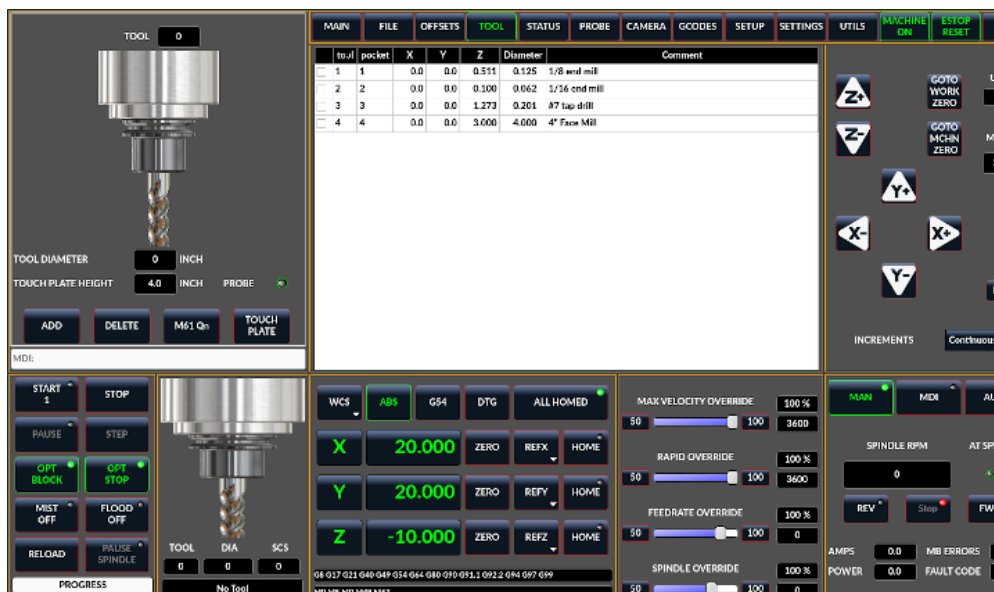 MAIN FILE OFFSETS TOOL STATUS PROBE CAMERA GCODES SETUP SETTINGS UTILS MACHINE ON ESTOP RESET
TOOL 0
TOOL DIAMETER 0 INCH
TOUCH PLATE HEIGHT 4.0 INCH PROBE
ADD DELETE M61 Qn TOUCH PLATE
MDI:
tool pocket X Y Z Diameter Comment
1 1 0.0 0.0 0.511 0.125 1/8 end mill
2 2 0.0 0.0 0.100 0.062 1/16 end mill
3 3 0.0 0.0 1.273 0.201 #7 tap drill
4 4 0.0 0.0 3.000 4.000 4" Face Mill
Z+
GOTO WORK ZERO
Z-
GOTO MCHN ZERO
Y+
X- X+
Y-
INCREMENTS Continuous
START 1 STOP
PAUSE STEP
OPT BLOCK OPT STOP
MIST OFF FLOOD OFF
RELOAD PAUSE SPINDLE
PROGRESS
TOOL DIA SCS
0 0 0
No Tool
WCS ABS G54 DTG ALL HOMED
X 20.000 ZERO REFX HOME
Y 20.000 ZERO REFY HOME
Z -10.000 ZERO REFZ HOME
G8 G17 G21 G40 G49 G54 G64 G80 G90 G91.1 G92.2 G94 G97 G99
MAX VELOCITY OVERRIDE 100 %
50 100 3600
RAPID OVERRIDE 100 %
50 100 3600
FEEDRATE OVERRIDE 100 %
50 100 0
SPINDLE OVERRIDE 100 %
50 100 0
MAN MDI AU
SPINDLE RPM AT SP
0
REV Stop FW
AMPS 0.0 MB ERRORS
POWER 0.0 FAULT CODE